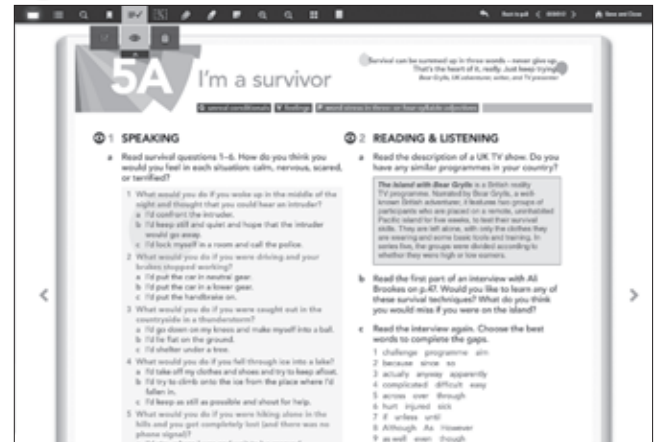 Back to pdf
Save and Close
5A
I'm a survivor
Survival can be summed up in three words – never give up.
That's the heart of it, really. Just keep trying.
Bear Grylls, UK adventurer, author, and TV presenter
G unreal conditionals V feelings P word stress in three- or four-syllable adjectives
1 SPEAKING
a Read survival questions 1–6. How do you think you
would you feel in each situation: calm, nervous, scared,
or terrified?
1 What would you do if you woke up in the middle of the
night and thought that you could hear an intruder?
a I'd confront the intruder.
b I'd keep still and quiet and hope that the intruder
would go away.
c I'd lock myself in a room and call the police.
2 What would you do if you were driving and your
brakes stopped working?
a I'd put the car in neutral gear.
b I'd put the car in a lower gear.
c I'd put the handbrake on.
3 What would you do if you were caught out in the
countryside in a thunderstorm?
a I'd go down on my knees and make myself into a ball.
b I'd lie flat on the ground.
c I'd shelter under a tree.
4 What would you do if you fell through ice into a lake?
a I'd take off my clothes and shoes and try to keep afloat.
b I'd try to climb onto the ice from the place where I'd
fallen in.
c I'd keep as still as possible and shout for help.
5 What would you do if you were hiking alone in the
hills and you got completely lost (and there was no
phone signal)?
2 READING & LISTENING
a Read the description of a UK TV show. Do you
have any similar programmes in your country?
The Island with Bear Grylls is a British reality
TV programme. Narrated by Bear Grylls, a well-
known British adventurer, it features two groups of
participants who are placed on a remote, uninhabited
Pacific island for five weeks, to test their survival
skills. They are left alone, with only the clothes they
are wearing and some basic tools and training. In
series five, the groups were divided according to
whether they were high or low earners.
b Read the first part of an interview with Ali
Brookes on p.47. Would you like to learn any of
these survival techniques? What do you think
you would miss if you were on the island?
c Read the interview again. Choose the best
words to complete the gaps.
1 challenge programme aim
2 because since so
3 actually anyway apparently
4 complicated difficult easy
5 across over through
6 hurt injured sick
7 if unless until
8 Although As However
9 as well even though